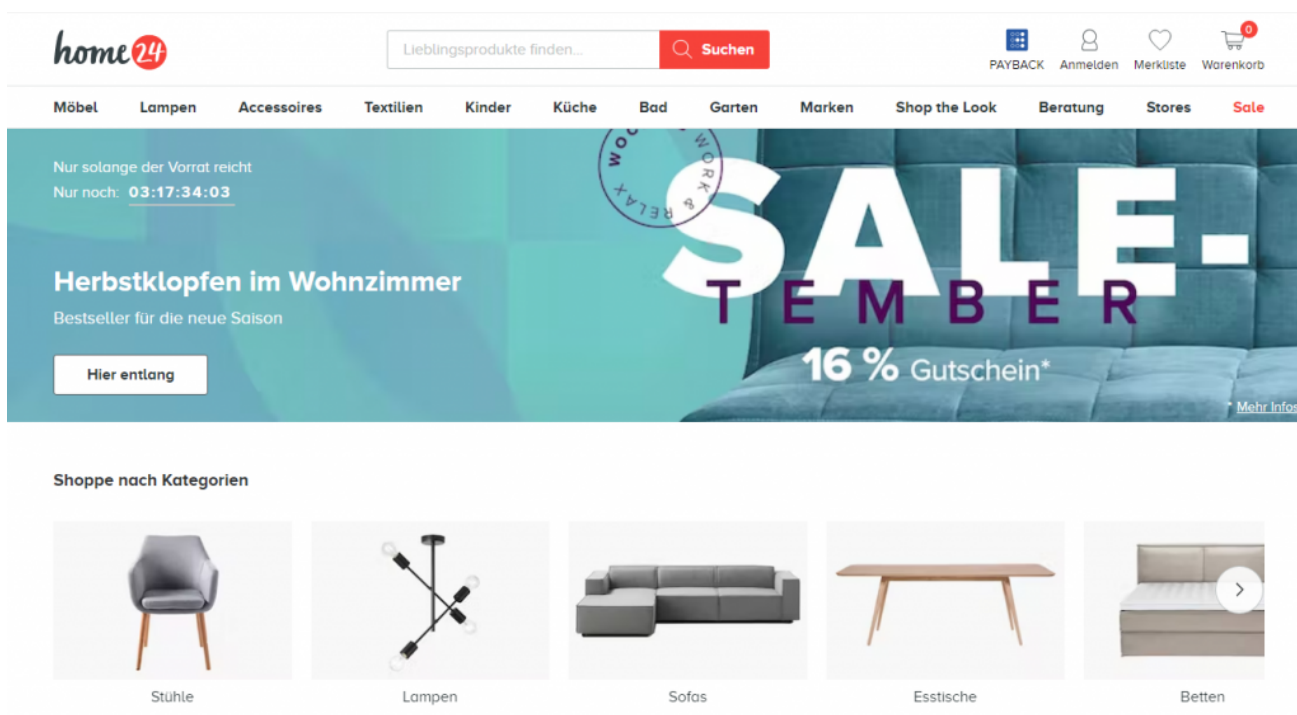 home24
Lieblingsprodukte finden...
Suchen
PAYBACK
Anmelden
Merkliste
0
Warenkorb
Möbel Lampen Accessoires Textilien Kinder Küche Bad Garten Marken Shop the Look Beratung Stores Sale
Nur solange der Vorrat reicht
Nur noch: 03:17:34:03
Herbstklopfen im Wohnzimmer
Bestseller für die neue Saison
Hier entlang
WORK & RELAX
SALE-
TEMBER
16 % Gutschein*
* Mehr Infos
Shoppe nach Kategorien
Stühle Lampen Sofas Esstische Betten